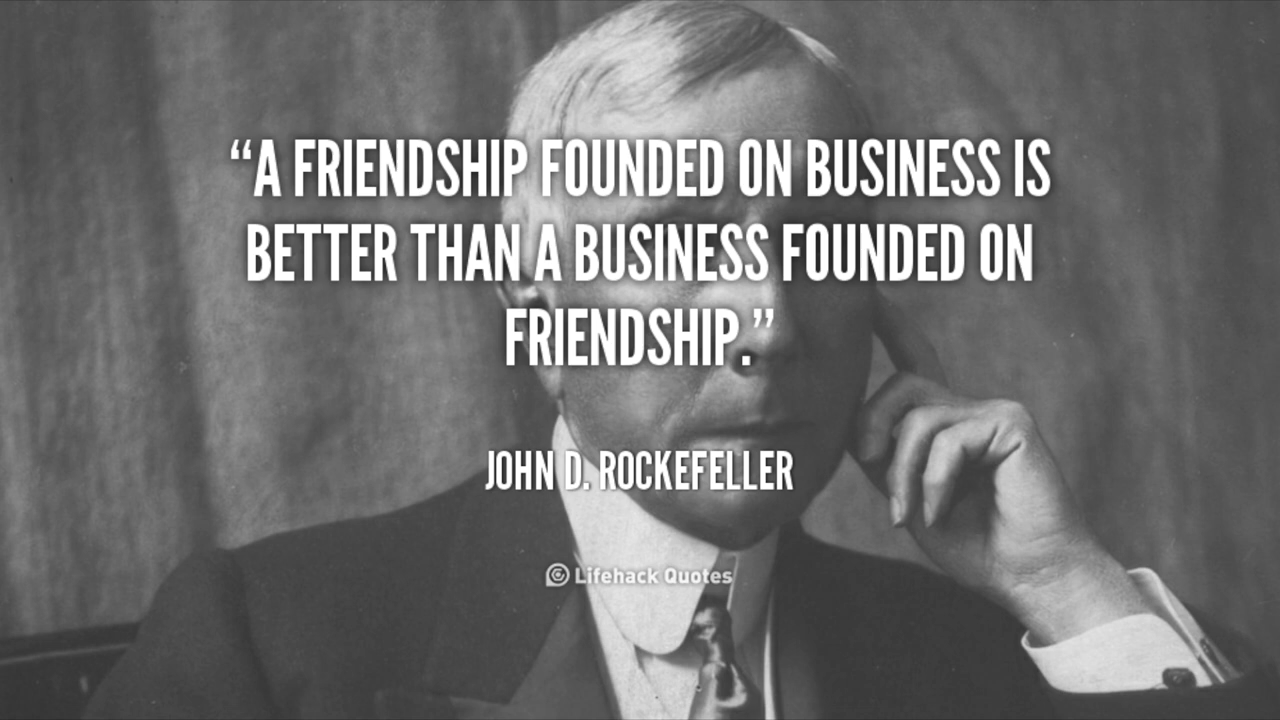 “A FRIENDSHIP FOUNDED ON BUSINESS IS
BETTER THAN A BUSINESS FOUNDED ON
FRIENDSHIP.”
JOHN D. ROCKEFELLER
Lifehack Quotes